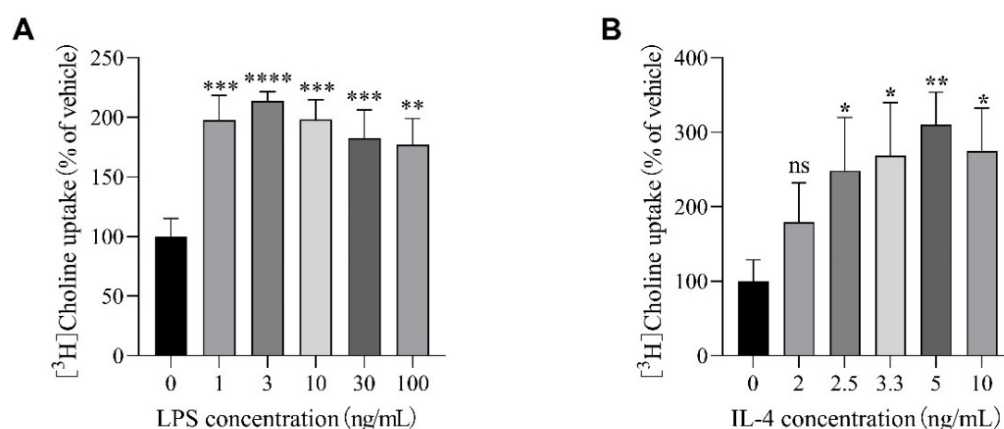 A
[³H]Choline uptake (% of vehicle)
250
200
150
100
50
0
*** **** *** *** **
0 1 3 10 30 100
LPS concentration (ng/mL)
B
[³H]Choline uptake (% of vehicle)
400
300
200
100
0
ns * * ** *
0 2 2.5 3.3 5 10
IL-4 concentration (ng/mL)